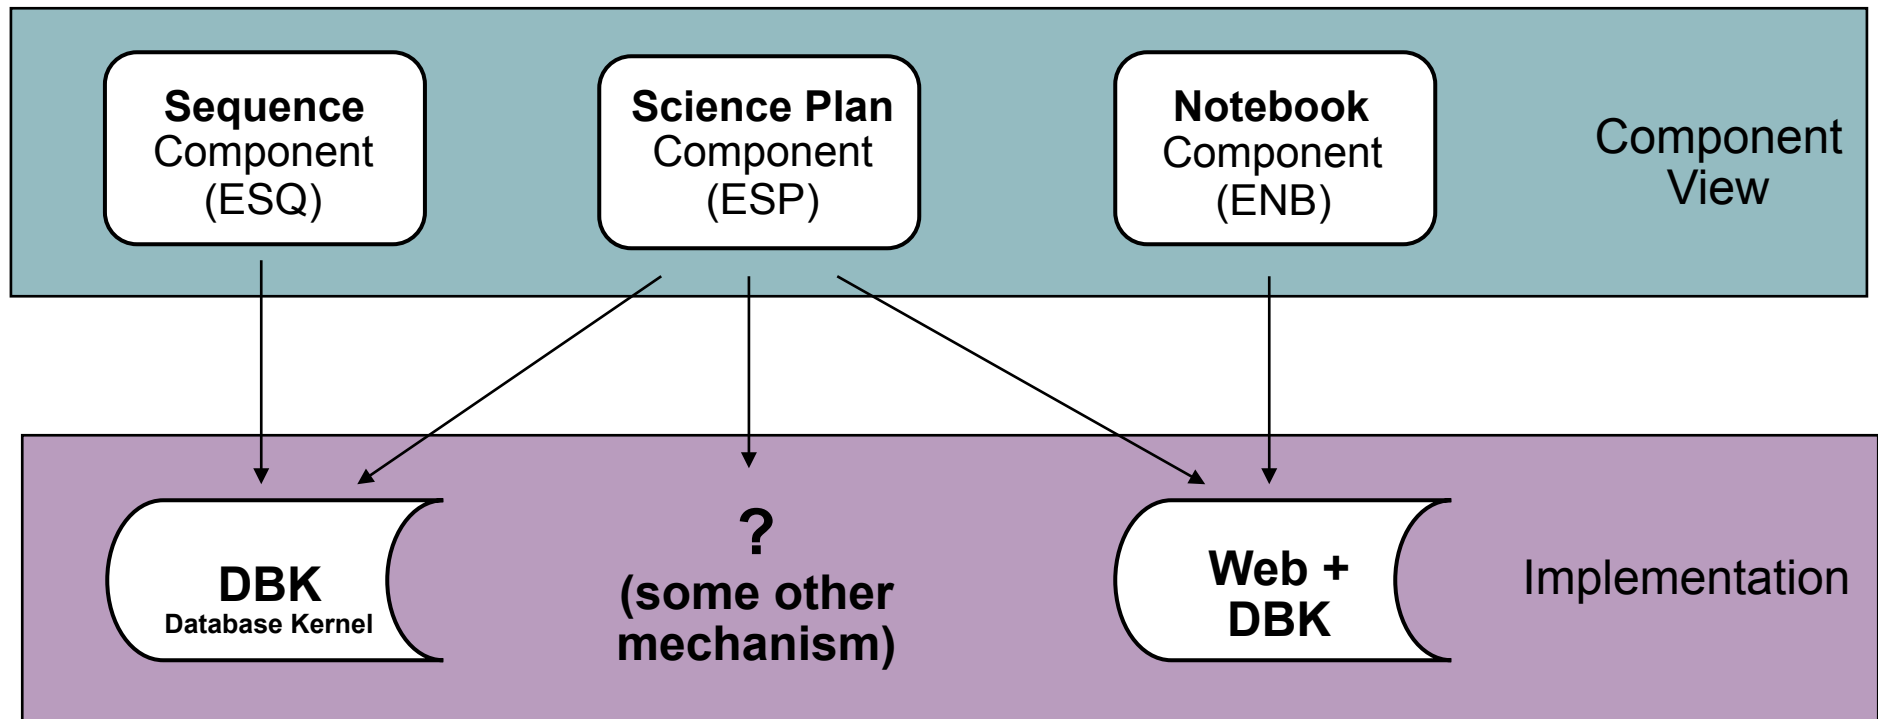 Sequence
Component
(ESQ)
Science Plan
Component
(ESP)
Notebook
Component
(ENB)
Component
View
DBK
Database Kernel
?
(some other
mechanism)
Web +
DBK
Implementation